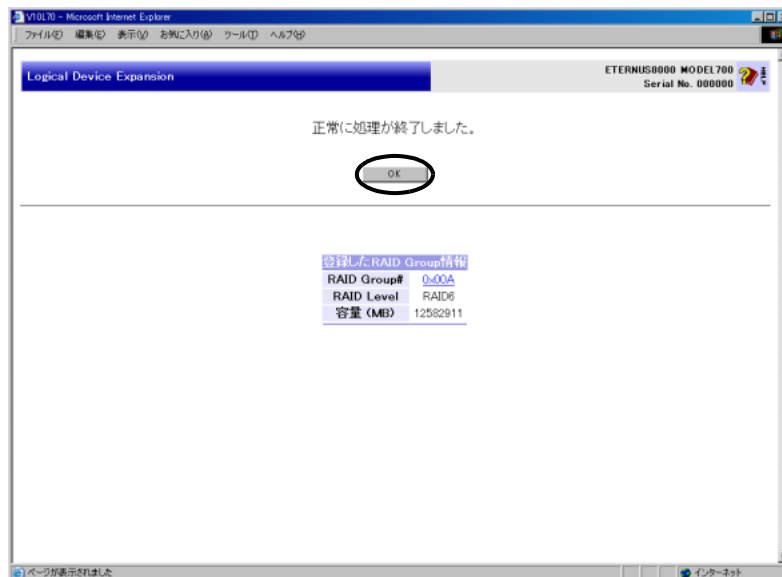 V10L70 - Microsoft Internet Explorer
ファイル(F) 編集(E) 表示(V) お気に入り(A) ツール(T) ヘルプ(H)
Logical Device Expansion
ETERNUS8000 MODEL700
Serial No. 000000
正常に処理が終了しました。
OK
登録したRAID Group情報
RAID Group# 0x00A
RAID Level RAID6
容量 (MB) 12582911
ページが表示されました
インターネット